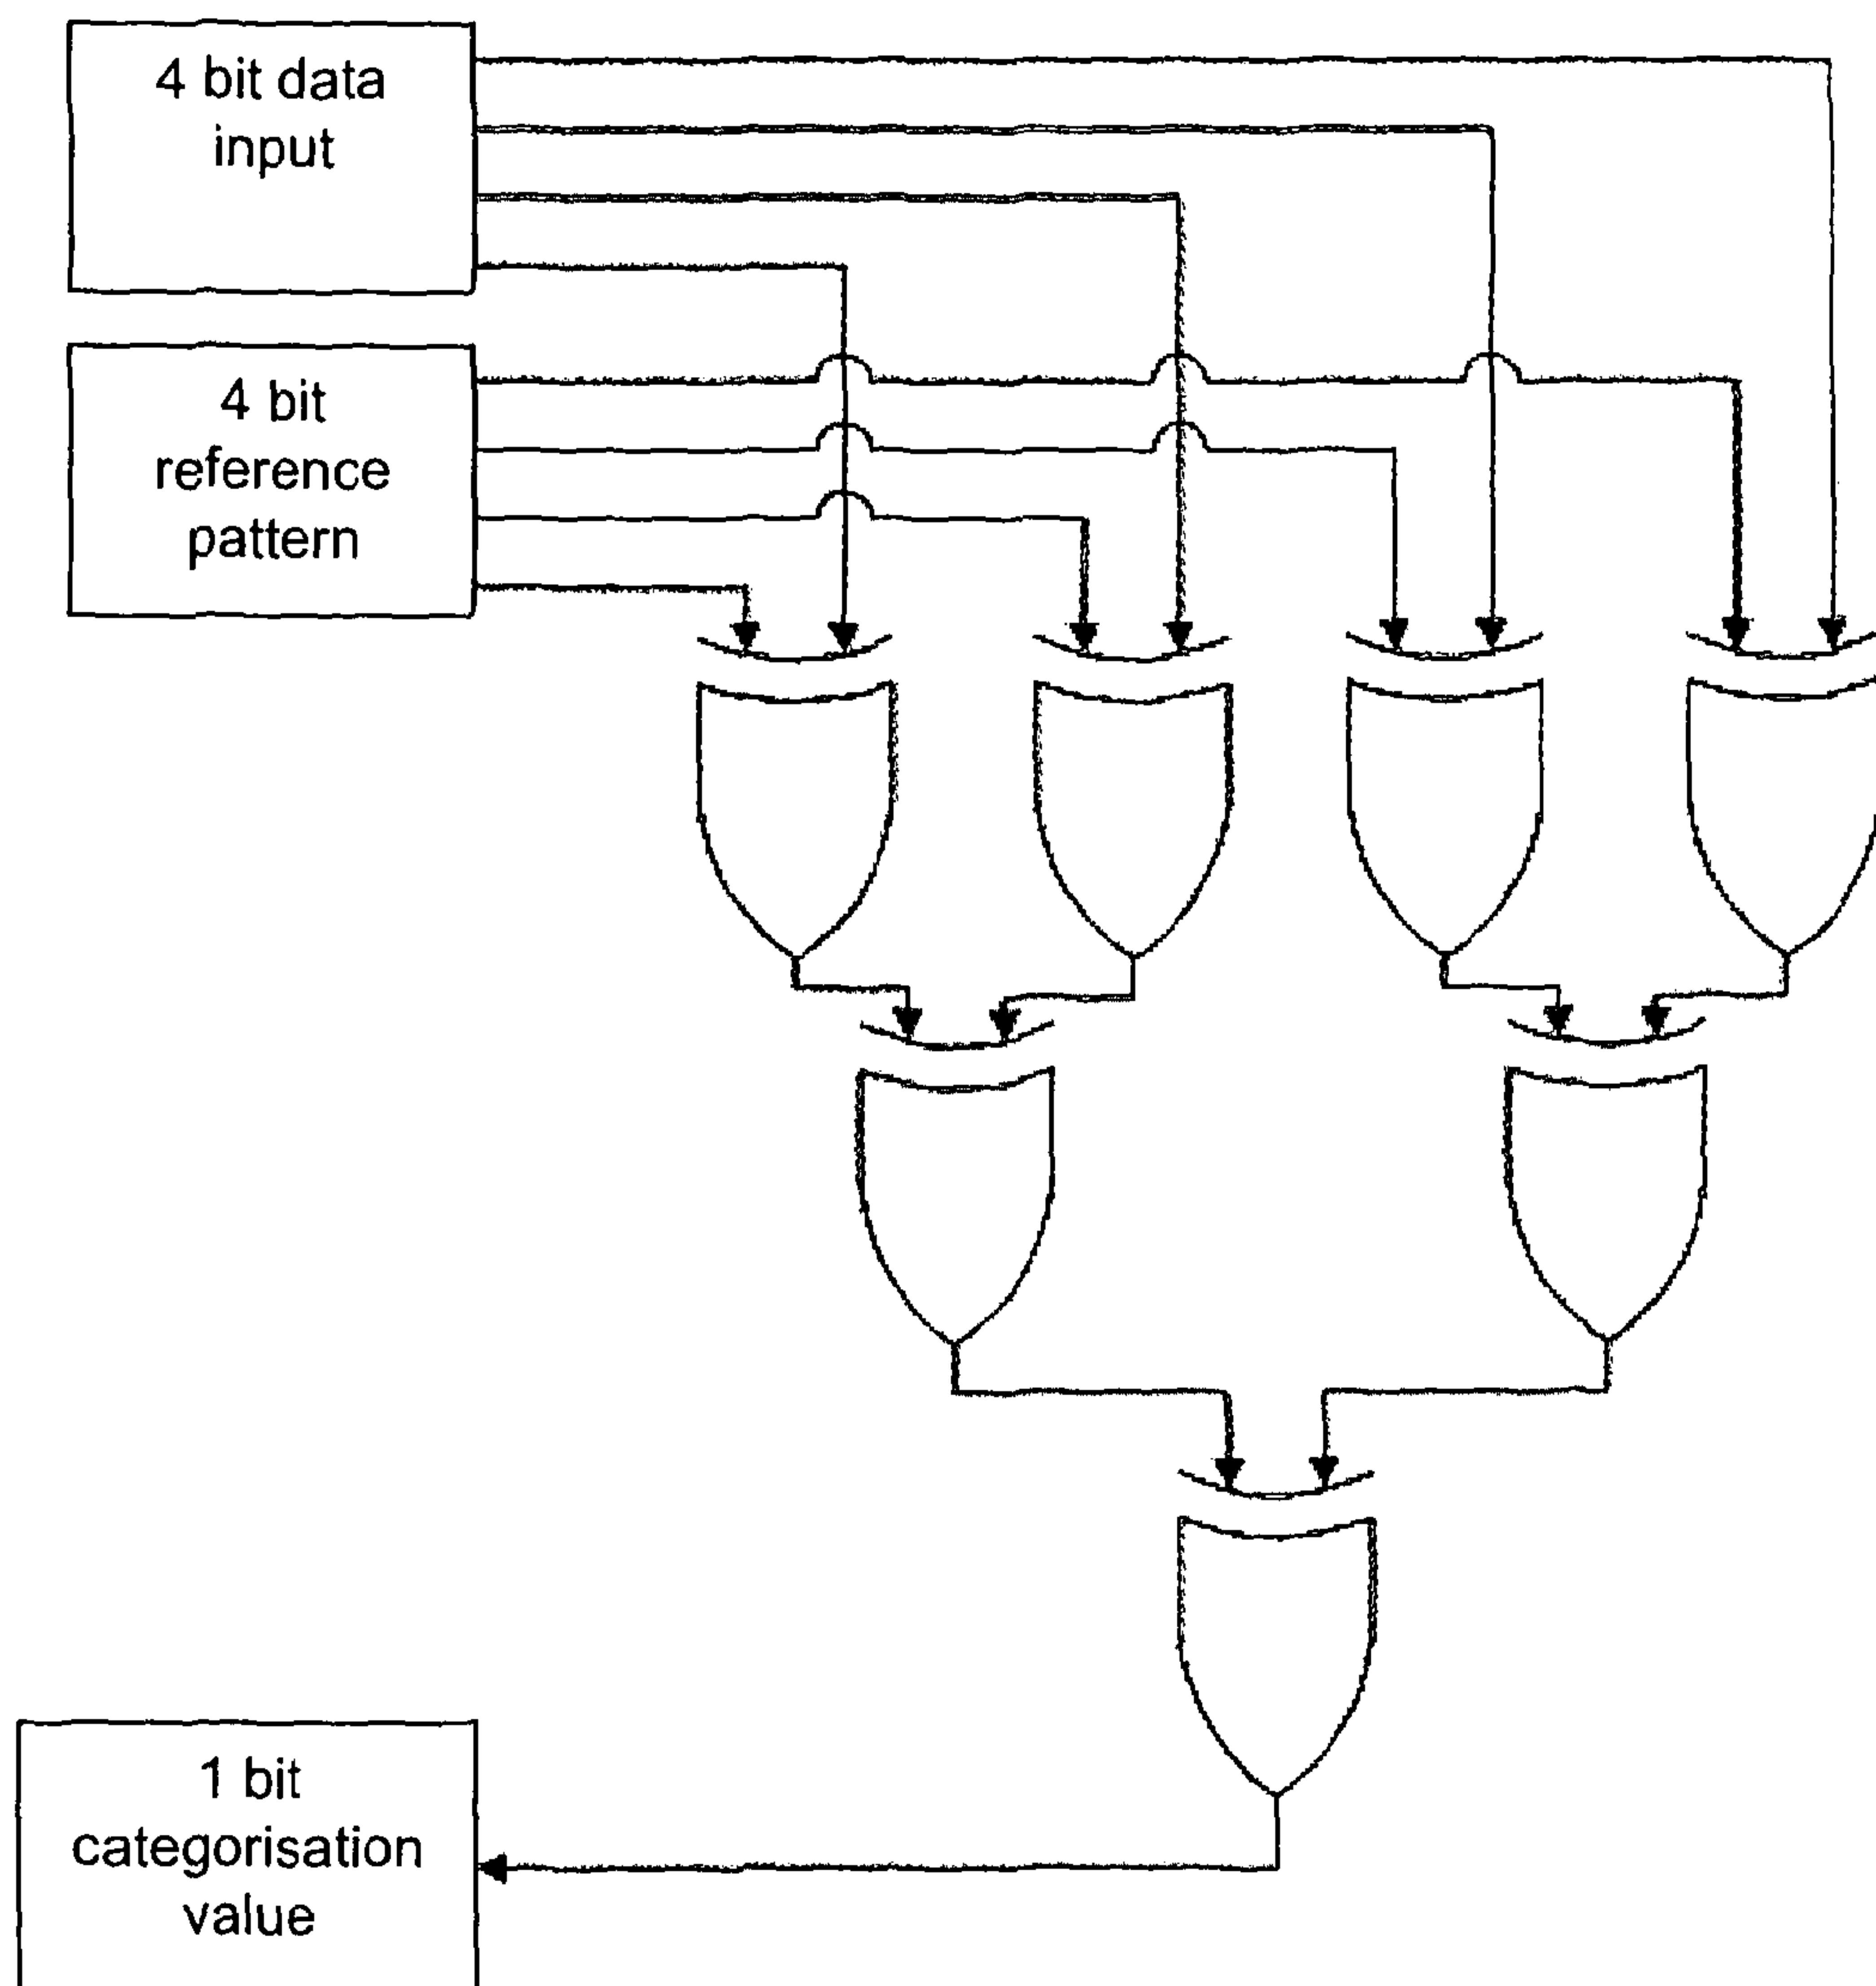 4 bit data
input
4 bit
reference
pattern
1 bit
categorisation
value